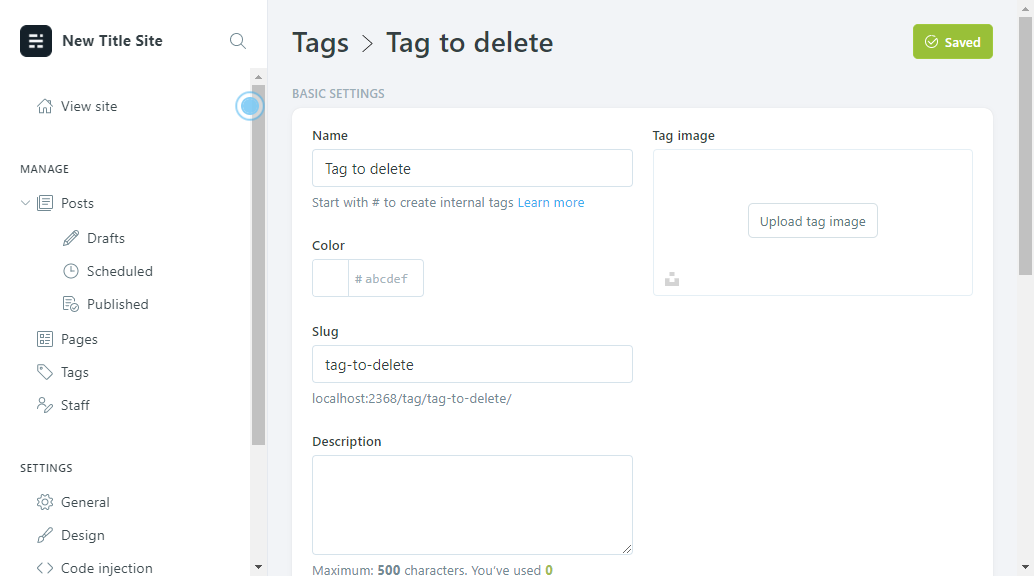 New Title Site
View site
MANAGE
Posts
Drafts
Scheduled
Published
Pages
Tags
Staff
SETTINGS
General
Design
Code injection
Tags > Tag to delete
Saved
BASIC SETTINGS
Name
Tag to delete
Start with # to create internal tags Learn more
Color
# abcdef
Slug
tag-to-delete
localhost:2368/tag/tag-to-delete/
Description
Maximum: 500 characters. You've used 0
Tag image
Upload tag image